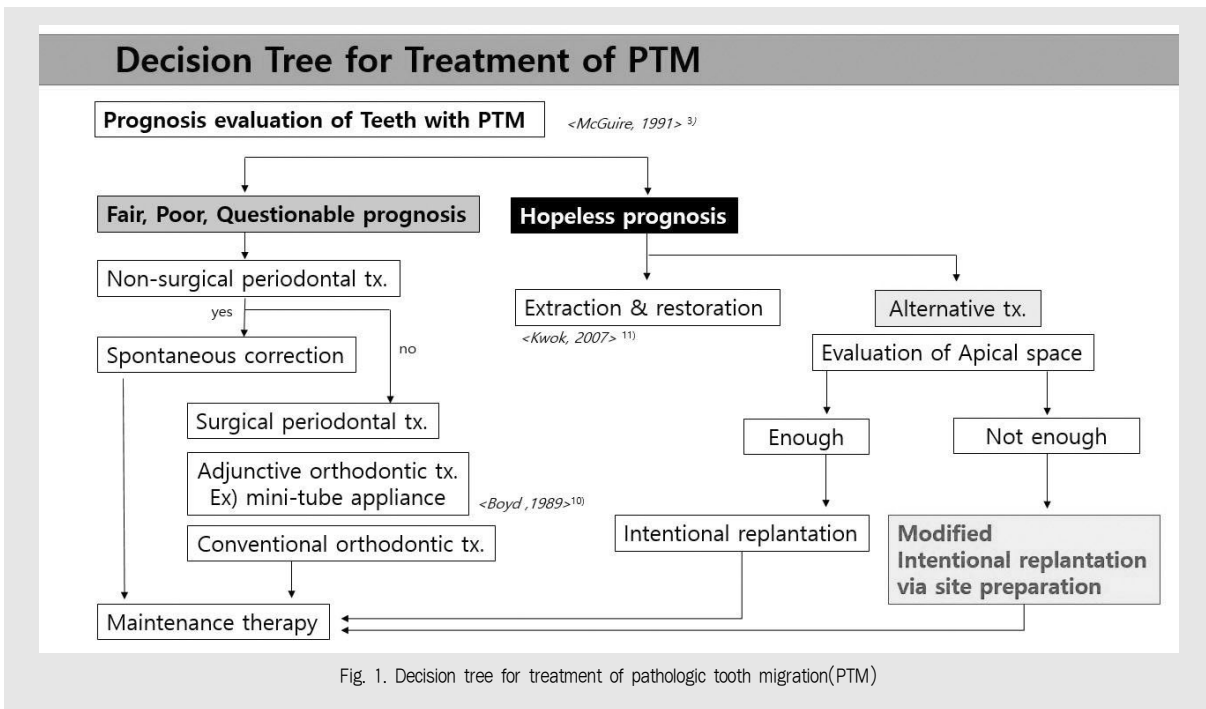 Decision Tree for Treatment of PTM
Prognosis evaluation of Teeth with PTM
<McGuire, 1991> 3)
Fair, Poor, Questionable prognosis
Hopeless prognosis
Non-surgical periodontal tx.
yes
no
Spontaneous correction
Surgical periodontal tx.
Adjunctive orthodontic tx.
Ex) mini-tube appliance
<Boyd ,1989>10)
Conventional orthodontic tx.
Maintenance therapy
Extraction & restoration
<Kwok, 2007> 11)
Alternative tx.
Evaluation of Apical space
Enough
Not enough
Intentional replantation
Modified
Intentional replantation
via site preparation
Fig. 1. Decision tree for treatment of pathologic tooth migration(PTM)